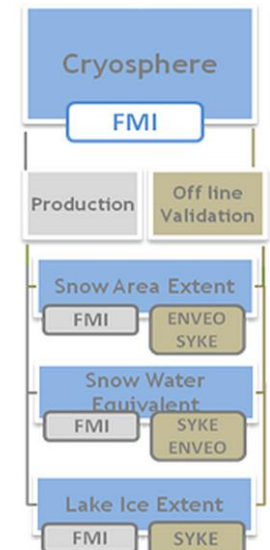 Cryosphere
FMI
Production
Off line
Validation
Snow Area Extent
FMI
ENVEO
SYKE
Snow Water
Equivalent
FMI
SYKE
ENVEO
Lake Ice Extent
FMI
SYKE